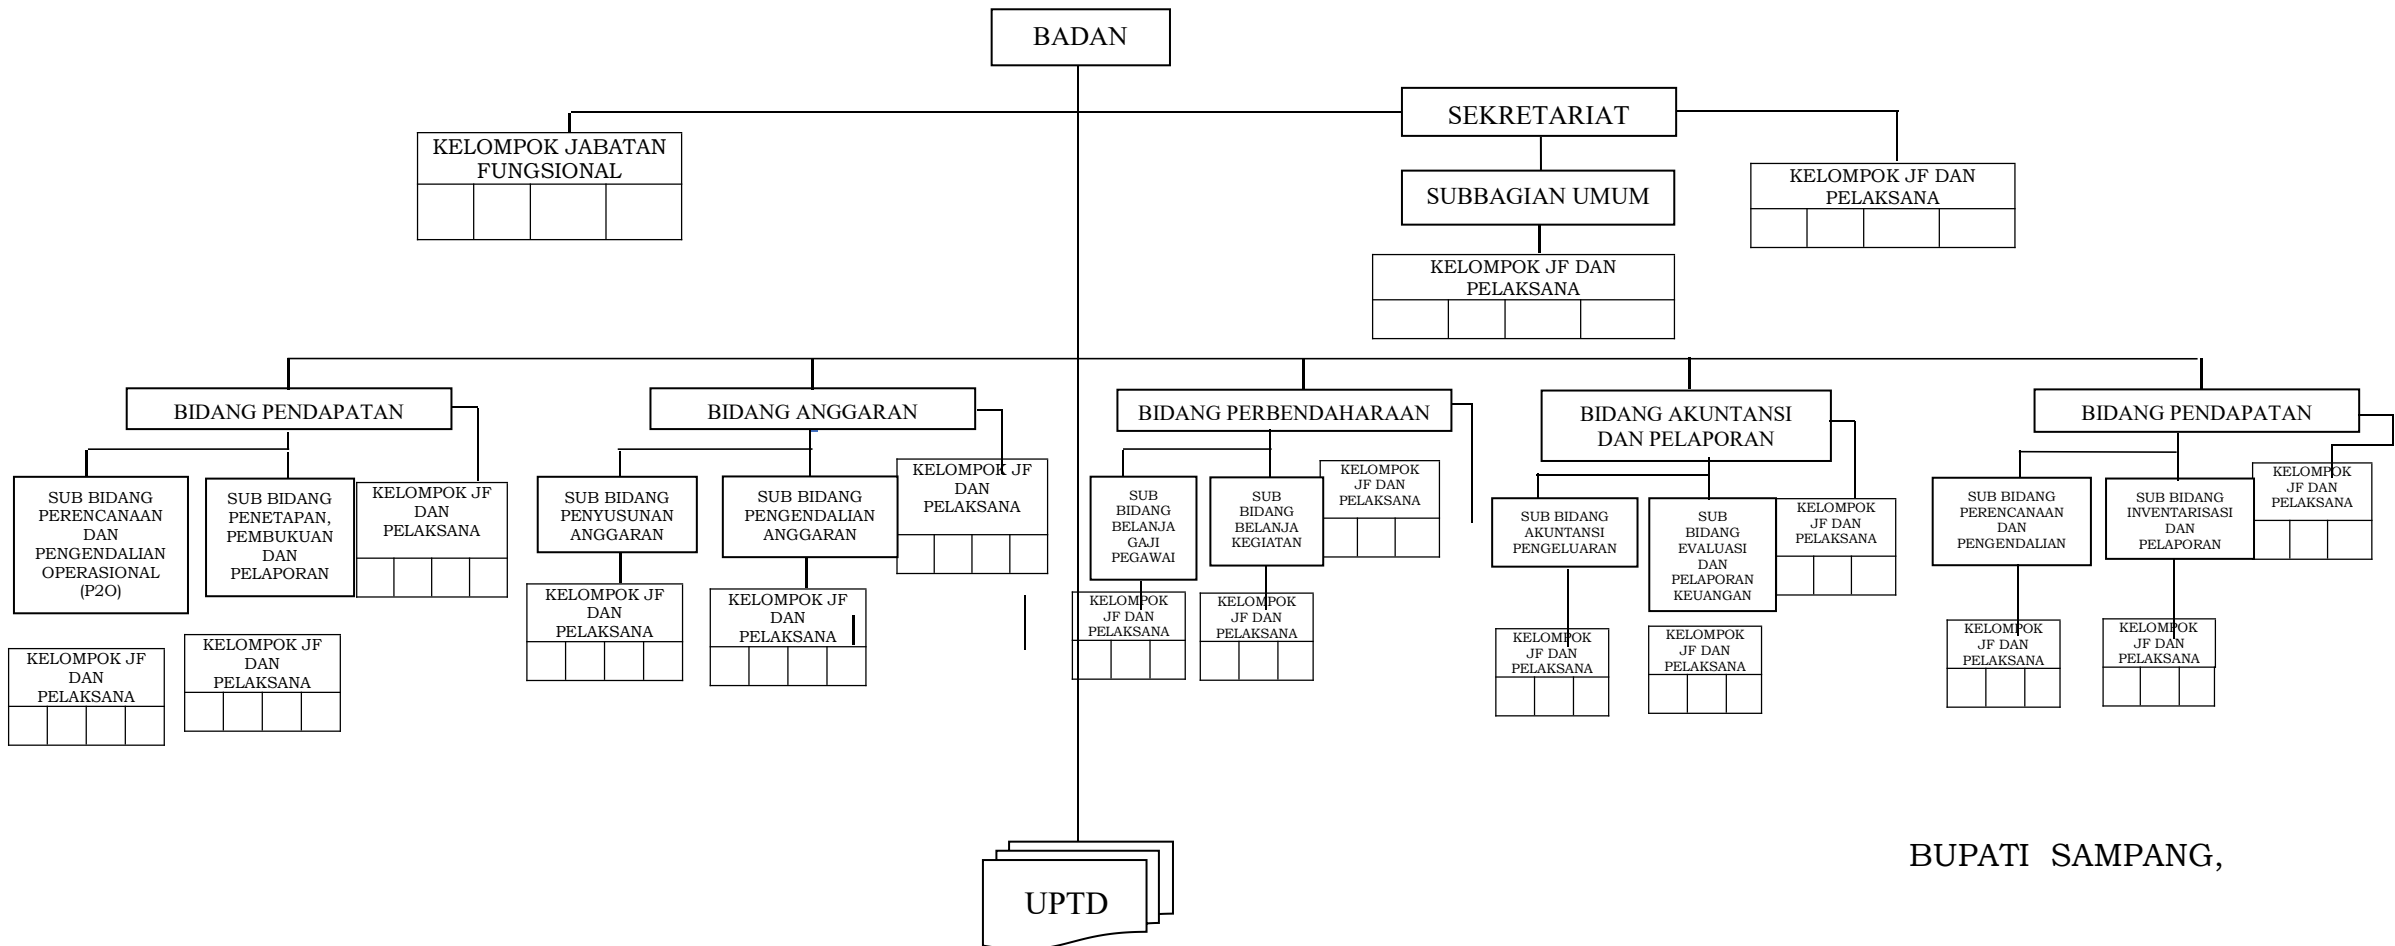 BADAN
SEKRETARIAT
KELOMPOK JABATAN
FUNGSIONAL
KELOMPOK JF DAN
PELAKSANA
SUBBAGIAN UMUM
KELOMPOK JF DAN
PELAKSANA
BIDANG PENDAPATAN
BIDANG ANGGARAN
BIDANG PERBENDAHARAAN
BIDANG AKUNTANSI
DAN PELAPORAN
BIDANG PENDAPATAN
SUB BIDANG
PERENCANAAN
DAN
PENGENDALIAN
OPERASIONAL
(P2O)
SUB BIDANG
PENETAPAN,
PEMBUKUAN
DAN
PELAPORAN
KELOMPOK JF
DAN
PELAKSANA
SUB BIDANG
PENYUSUNAN
ANGGARAN
SUB BIDANG
PENGENDALIAN
ANGGARAN
KELOMPOK JF
DAN
PELAKSANA
SUB
BIDANG
BELANJA
GAJI
PEGAWAI
SUB
BIDANG
BELANJA
KEGIATAN
KELOMPOK
JF DAN
PELAKSANA
SUB BIDANG
AKUNTANSI
PENGELUARAN
SUB
BIDANG
EVALUASI
DAN
PELAPORAN
KEUANGAN
KELOMPOK
JF DAN
PELAKSANA
SUB BIDANG
PERENCANAAN
DAN
PENGENDALIAN
SUB BIDANG
INVENTARISASI
DAN
PELAPORAN
KELOMPOK
JF DAN
PELAKSANA
KELOMPOK JF
DAN
PELAKSANA
KELOMPOK JF
DAN
PELAKSANA
KELOMPOK JF
DAN
PELAKSANA
KELOMPOK JF
DAN
PELAKSANA
KELOMPOK
JF DAN
PELAKSANA
KELOMPOK
JF DAN
PELAKSANA
KELOMPOK
JF DAN
PELAKSANA
KELOMPOK
JF DAN
PELAKSANA
KELOMPOK
JF DAN
PELAKSANA
KELOMPOK
JF DAN
PELAKSANA
BUPATI SAMPANG,
UPTD